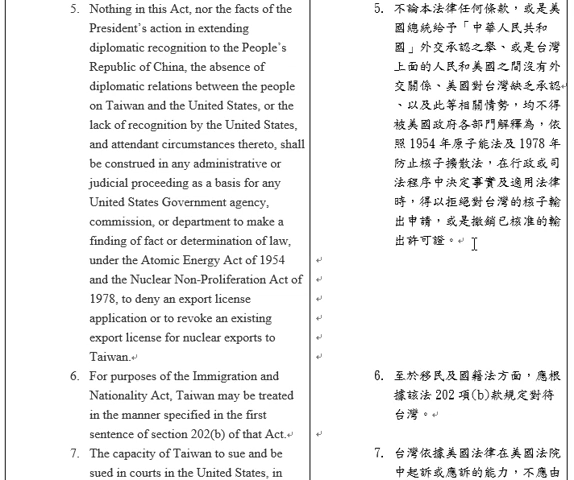 5. Nothing in this Act, nor the facts of the
President's action in extending
diplomatic recognition to the People's
Republic of China, the absence of
diplomatic relations between the people
on Taiwan and the United States, or the
lack of recognition by the United States,
and attendant circumstances thereto, shall
be construed in any administrative or
judicial proceeding as a basis for any
United States Government agency,
commission, or department to make a
finding of fact or determination of law,
under the Atomic Energy Act of 1954
and the Nuclear Non-Proliferation Act of
1978, to deny an export license
application or to revoke an existing
export license for nuclear exports to
Taiwan.
6. For purposes of the Immigration and
Nationality Act, Taiwan may be treated
in the manner specified in the first
sentence of section 202(b) of that Act.
7. The capacity of Taiwan to sue and be
sued in courts in the United States, in
5. 不論本法律任何條款,或是美
國總統給予「中華人民共和
國」外交承認之舉、或是台灣
上面的人民和美國之間沒有外
交關係、美國對台灣缺乏承認
、以及此等相關情勢,均不得
被美國政府各部門解釋為,依
照 1954 年原子能法及 1978 年
防止核子擴散法,在行政或司
法程序中決定事實及適用法律
時,得以拒絕對台灣的核子輸
出申請,或是撤銷已核准的輸
出許可證。
6. 至於移民及國籍法方面,應根
據該法 202 項(b)款規定對待
台灣。
7. 台灣依據美國法律在美國法院
中起訴或應訴的能力,不應由